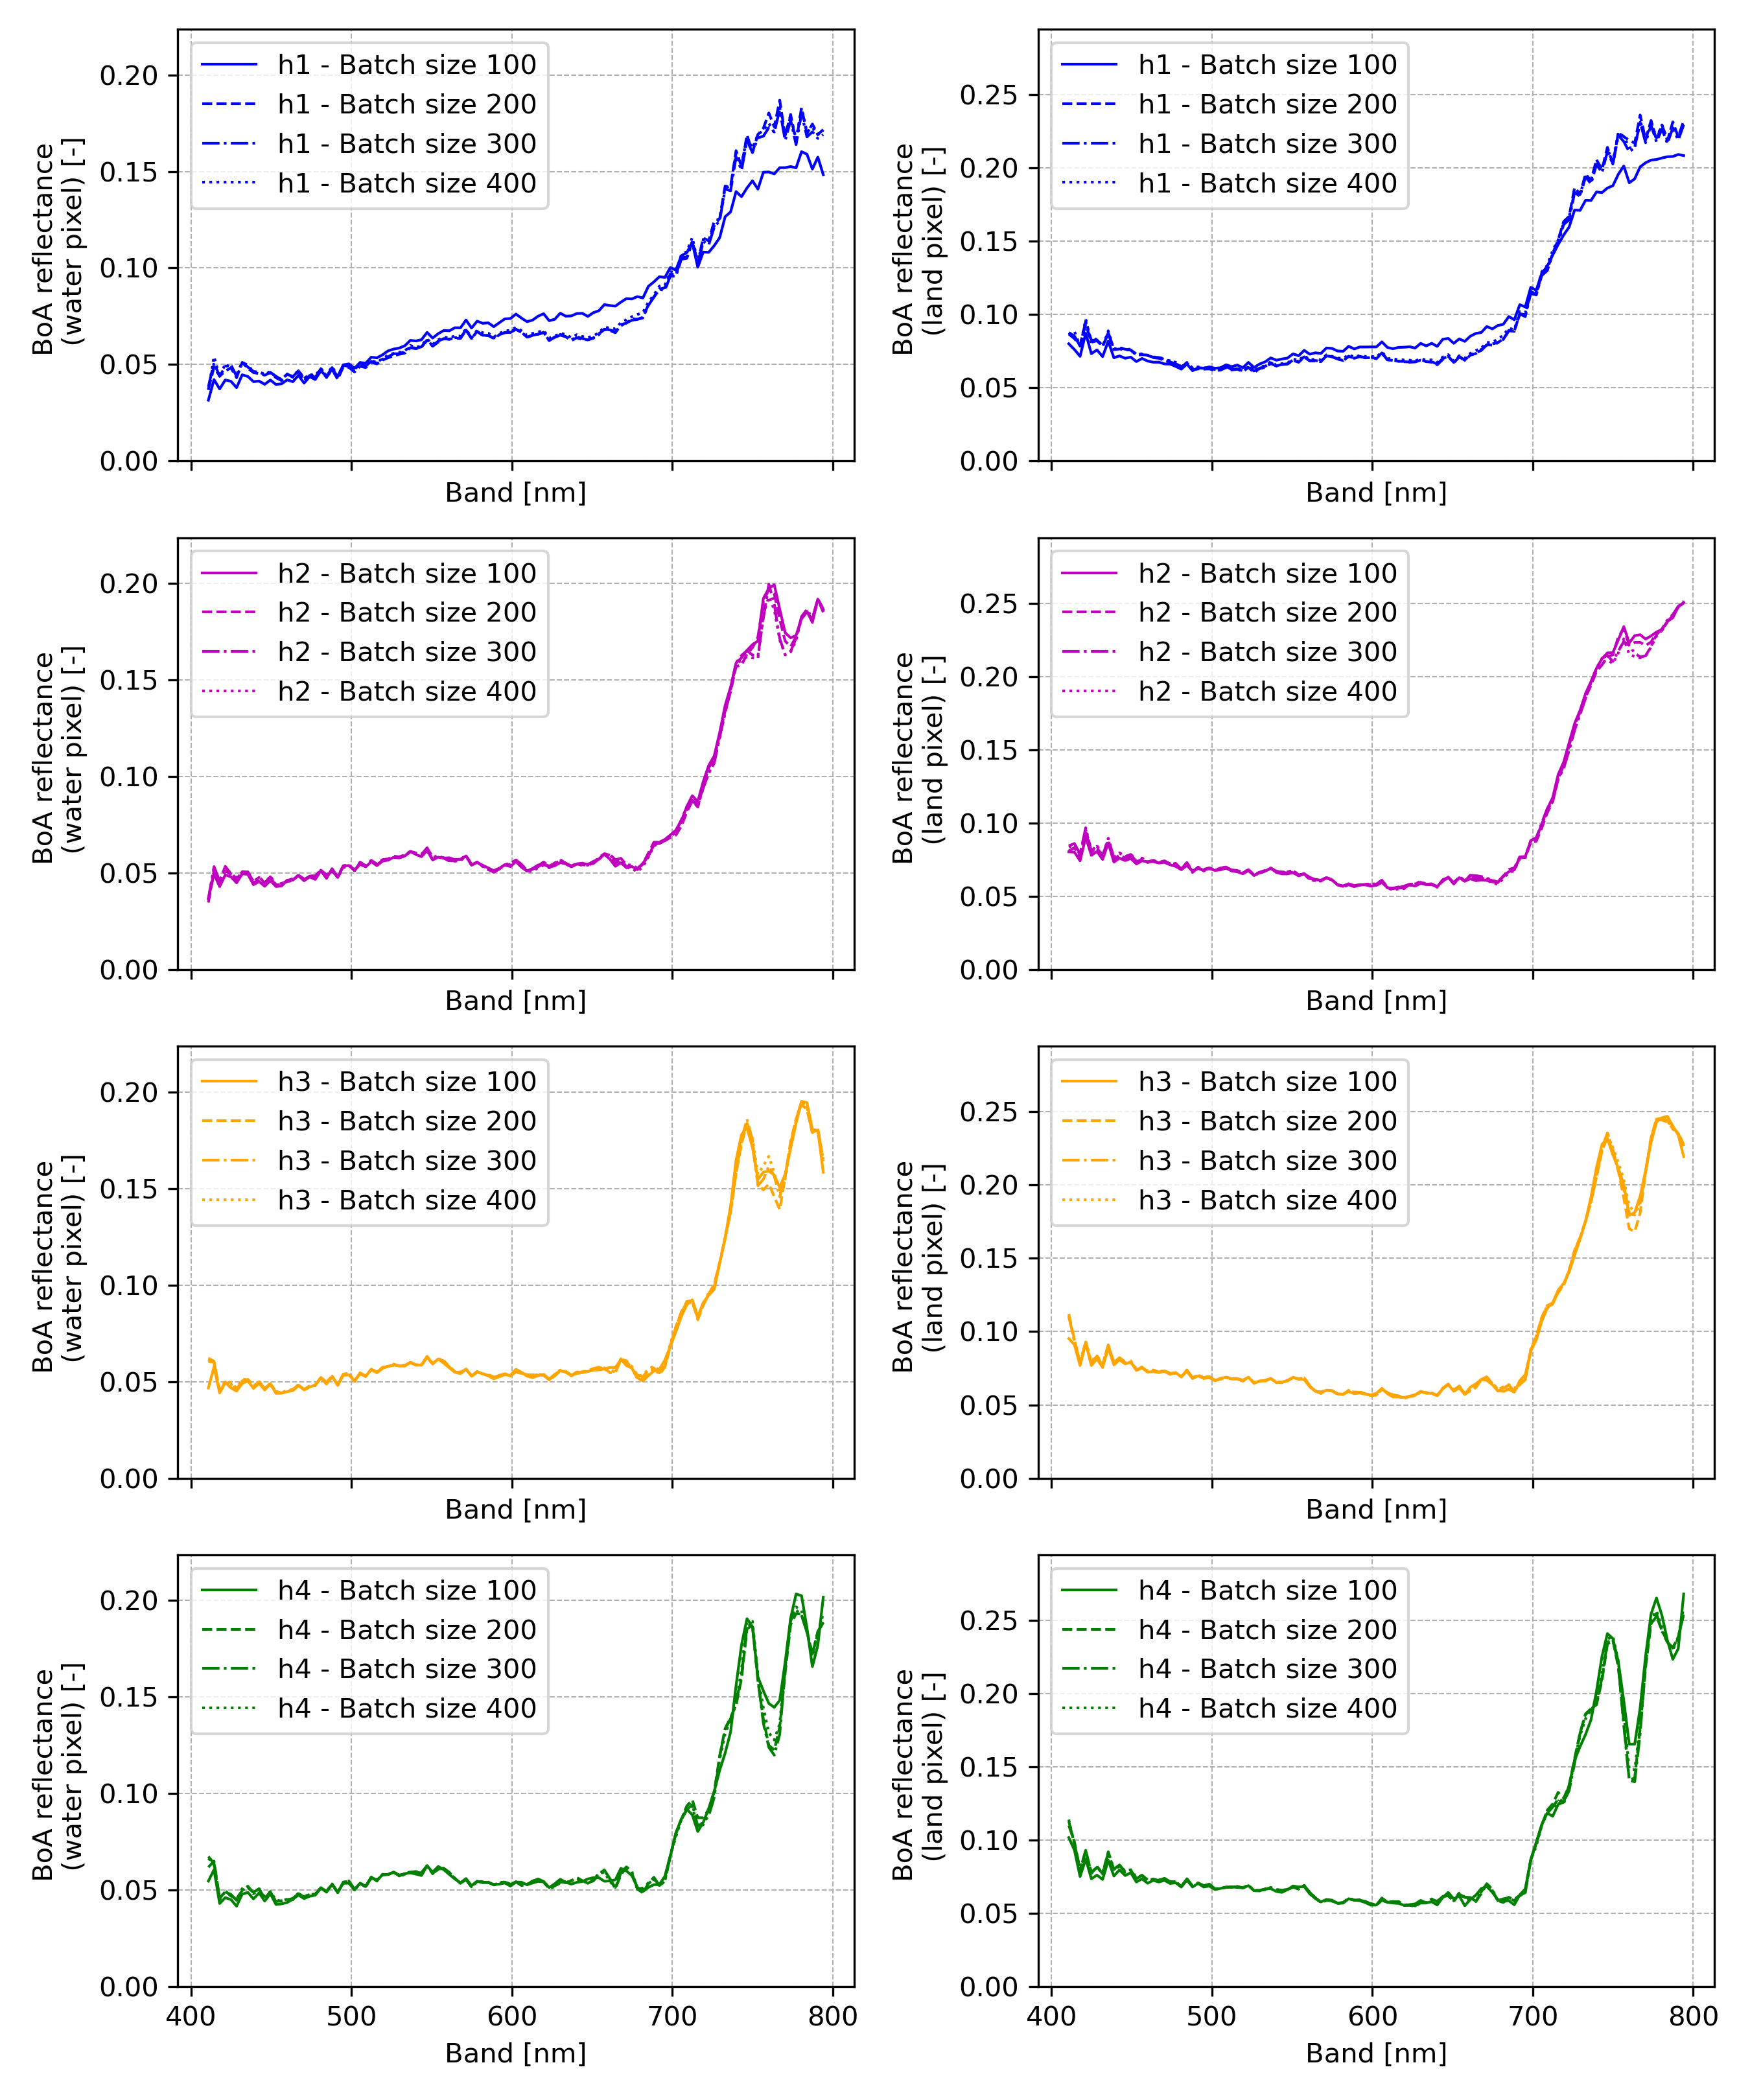 BoA reflectance
(water pixel) [-]
0.20
0.15
0.10
0.05
0.00
h1 - Batch size 100
h1 - Batch size 200
h1 - Batch size 300
h1 - Batch size 400
Band [nm]
BoA reflectance
(land pixel) [-]
0.25
0.20
0.15
0.10
0.05
0.00
h1 - Batch size 100
h1 - Batch size 200
h1 - Batch size 300
h1 - Batch size 400
Band [nm]
BoA reflectance
(water pixel) [-]
0.20
0.15
0.10
0.05
0.00
h2 - Batch size 100
h2 - Batch size 200
h2 - Batch size 300
h2 - Batch size 400
Band [nm]
BoA reflectance
(land pixel) [-]
0.25
0.20
0.15
0.10
0.05
0.00
h2 - Batch size 100
h2 - Batch size 200
h2 - Batch size 300
h2 - Batch size 400
Band [nm]
BoA reflectance
(water pixel) [-]
0.20
0.15
0.10
0.05
0.00
h3 - Batch size 100
h3 - Batch size 200
h3 - Batch size 300
h3 - Batch size 400
Band [nm]
BoA reflectance
(land pixel) [-]
0.25
0.20
0.15
0.10
0.05
0.00
h3 - Batch size 100
h3 - Batch size 200
h3 - Batch size 300
h3 - Batch size 400
Band [nm]
BoA reflectance
(water pixel) [-]
0.20
0.15
0.10
0.05
0.00
h4 - Batch size 100
h4 - Batch size 200
h4 - Batch size 300
h4 - Batch size 400
400 500 600 700 800
Band [nm]
BoA reflectance
(land pixel) [-]
0.25
0.20
0.15
0.10
0.05
0.00
h4 - Batch size 100
h4 - Batch size 200
h4 - Batch size 300
h4 - Batch size 400
400 500 600 700 800
Band [nm]